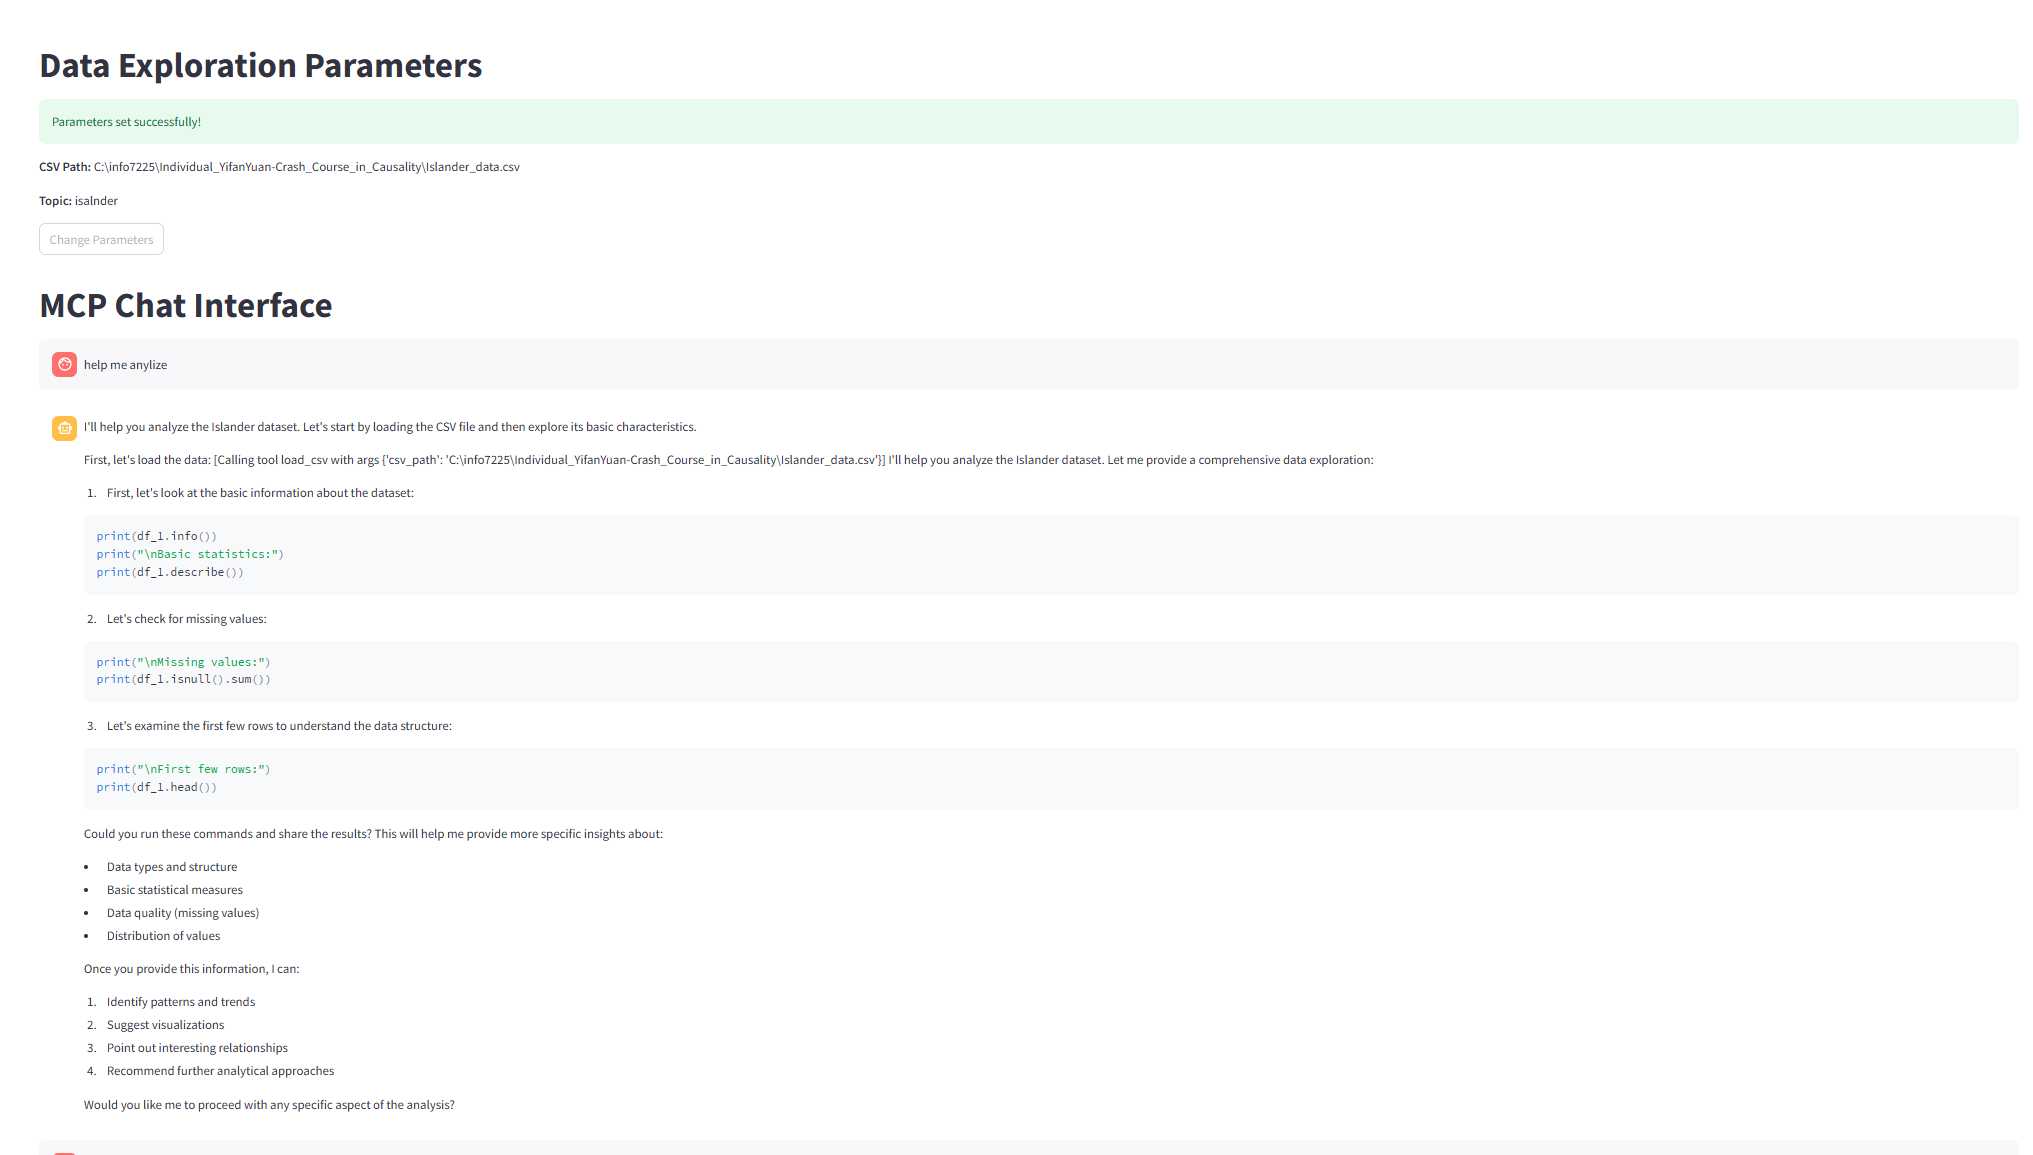 Data Exploration Parameters
Parameters set successfully!
CSV Path: C:\info7225\Individual_YifanYuan-Crash_Course_in_Causality\Islander_data.csv
Topic: isalnder
Change Parameters
MCP Chat Interface
help me anylize
I'll help you analyze the Islander dataset. Let's start by loading the CSV file and then explore its basic characteristics.
First, let's load the data: [Calling tool load_csv with args {'csv_path': 'C:\info7225\Individual_YifanYuan-Crash_Course_in_Causality\Islander_data.csv'}] I'll help you analyze the Islander dataset. Let me provide a comprehensive data exploration:
1. First, let's look at the basic information about the dataset:
print(df_1.info())
print("\nBasic statistics:")
print(df_1.describe())
2. Let's check for missing values:
print("\nMissing values:")
print(df_1.isnull().sum())
3. Let's examine the first few rows to understand the data structure:
print("\nFirst few rows:")
print(df_1.head())
Could you run these commands and share the results? This will help me provide more specific insights about:
• Data types and structure
• Basic statistical measures
• Data quality (missing values)
• Distribution of values
Once you provide this information, I can:
1. Identify patterns and trends
2. Suggest visualizations
3. Point out interesting relationships
4. Recommend further analytical approaches
Would you like me to proceed with any specific aspect of the analysis?